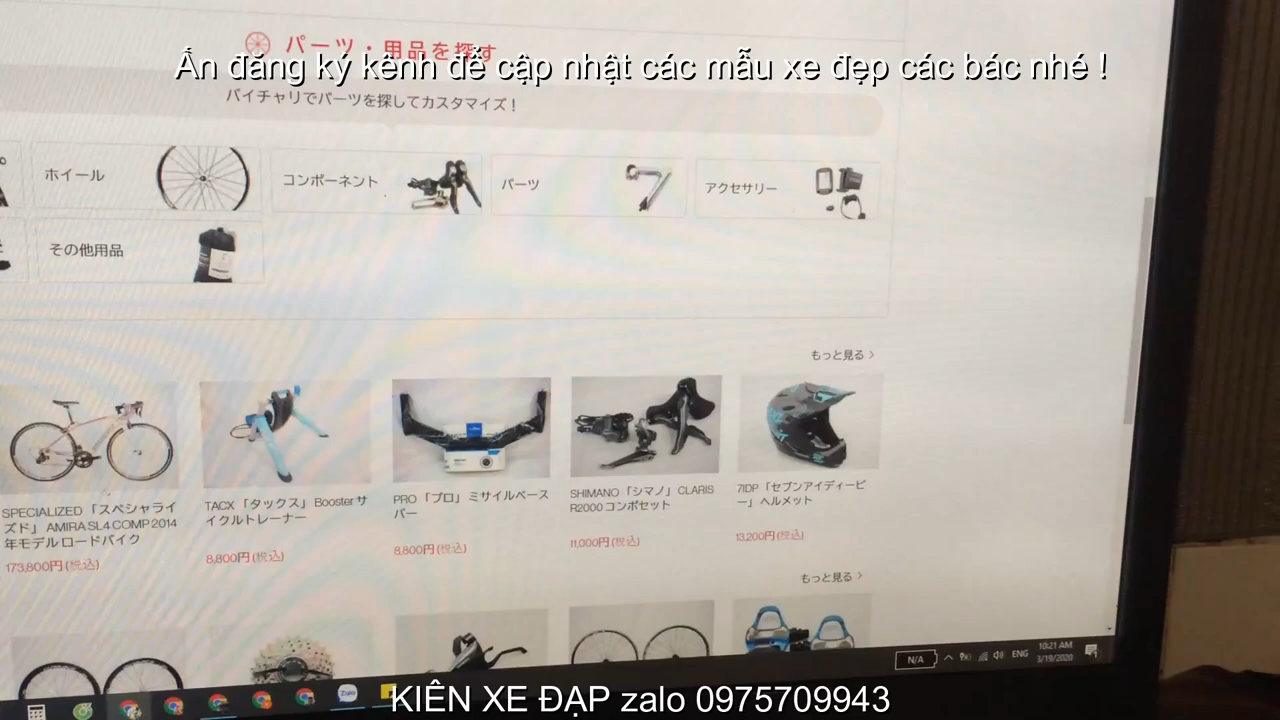 パーツ・用品を探す
Ấn đăng ký kênh để cập nhật các mẫu xe đẹp các bác nhé !
バイチャリでパーツを探してカスタマイズ！
ホイール
コンポーネント
パーツ
アクセサリー
その他用品
もっと見る >
SPECIALIZED 「スペシャライ
ズド」 AMIRA SL4 COMP 2014
年モデル ロードバイク
173,800円 (税込)
TACX 「タックス」 Booster サ
イクルトレーナー
8,800円 (税込)
PRO 「プロ」 ミサイルベース
バー
8,800円 (税込)
SHIMANO 「シマノ」 CLARIS
R2000 コンポセット
11,000円 (税込)
7IDP 「セブンアイディーピ
ー」 ヘルメット
13,200円 (税込)
もっと見る >
N/A
ENG
10:21 AM
3/19/2020
Zalo
KIÊN XE ĐẠP zalo 0975709943